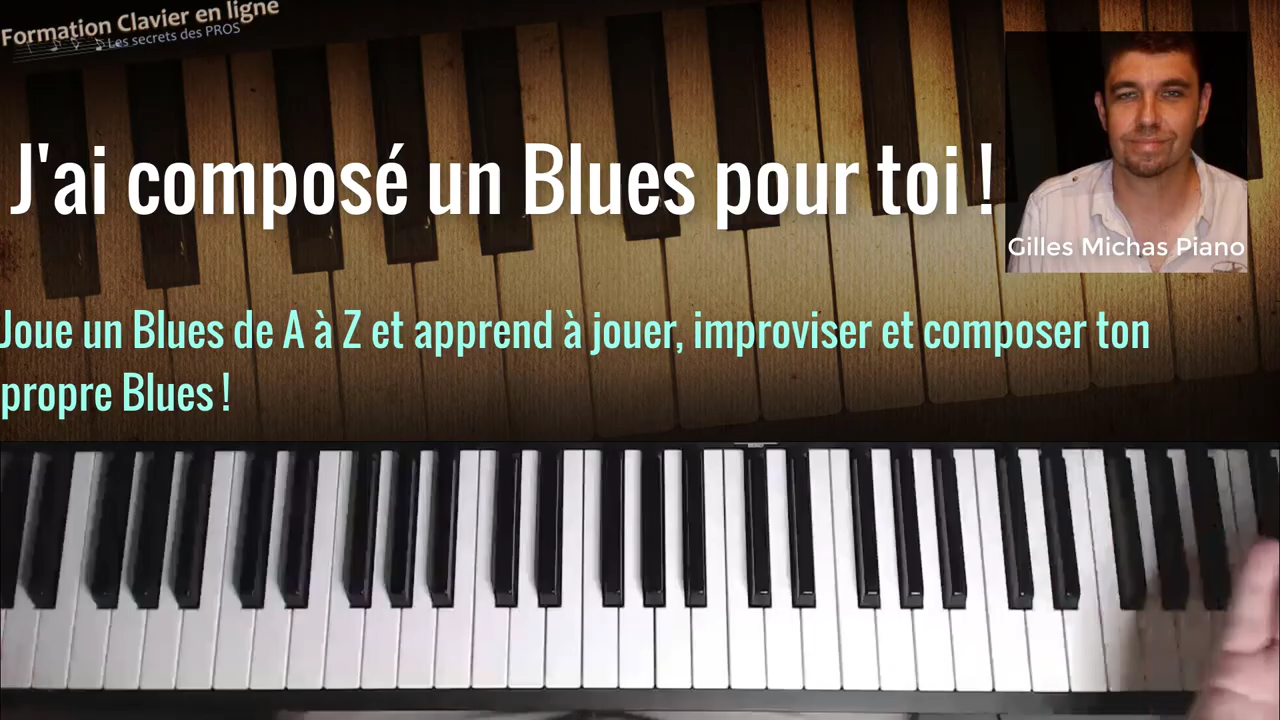 Formation Clavier en ligne
Les secrets des PROS
J'ai composé un Blues pour toi !
Gilles Michas Piano
Joue un Blues de A à Z et apprend à jouer, improviser et composer ton
propre Blues !